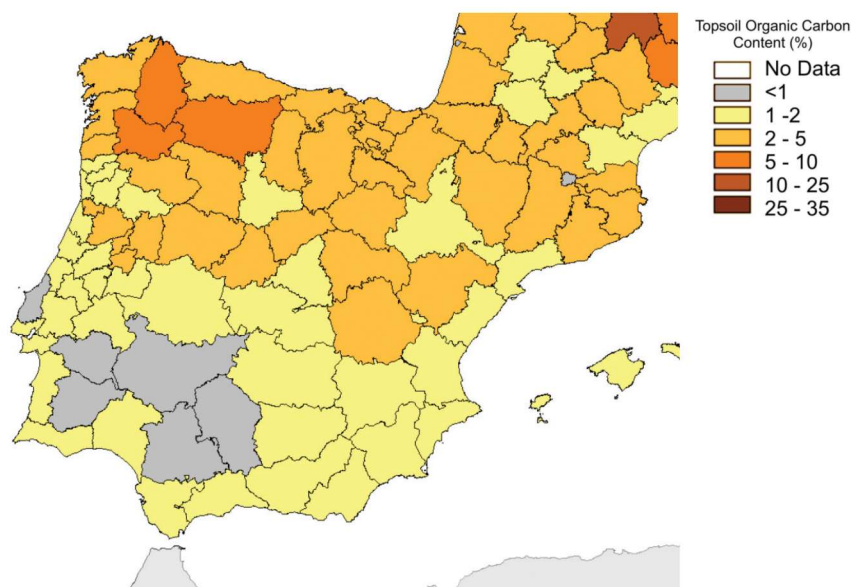 Topsoil Organic Carbon
Content (%)
No Data
<1
1 -2
2 - 5
5 - 10
10 - 25
25 - 35